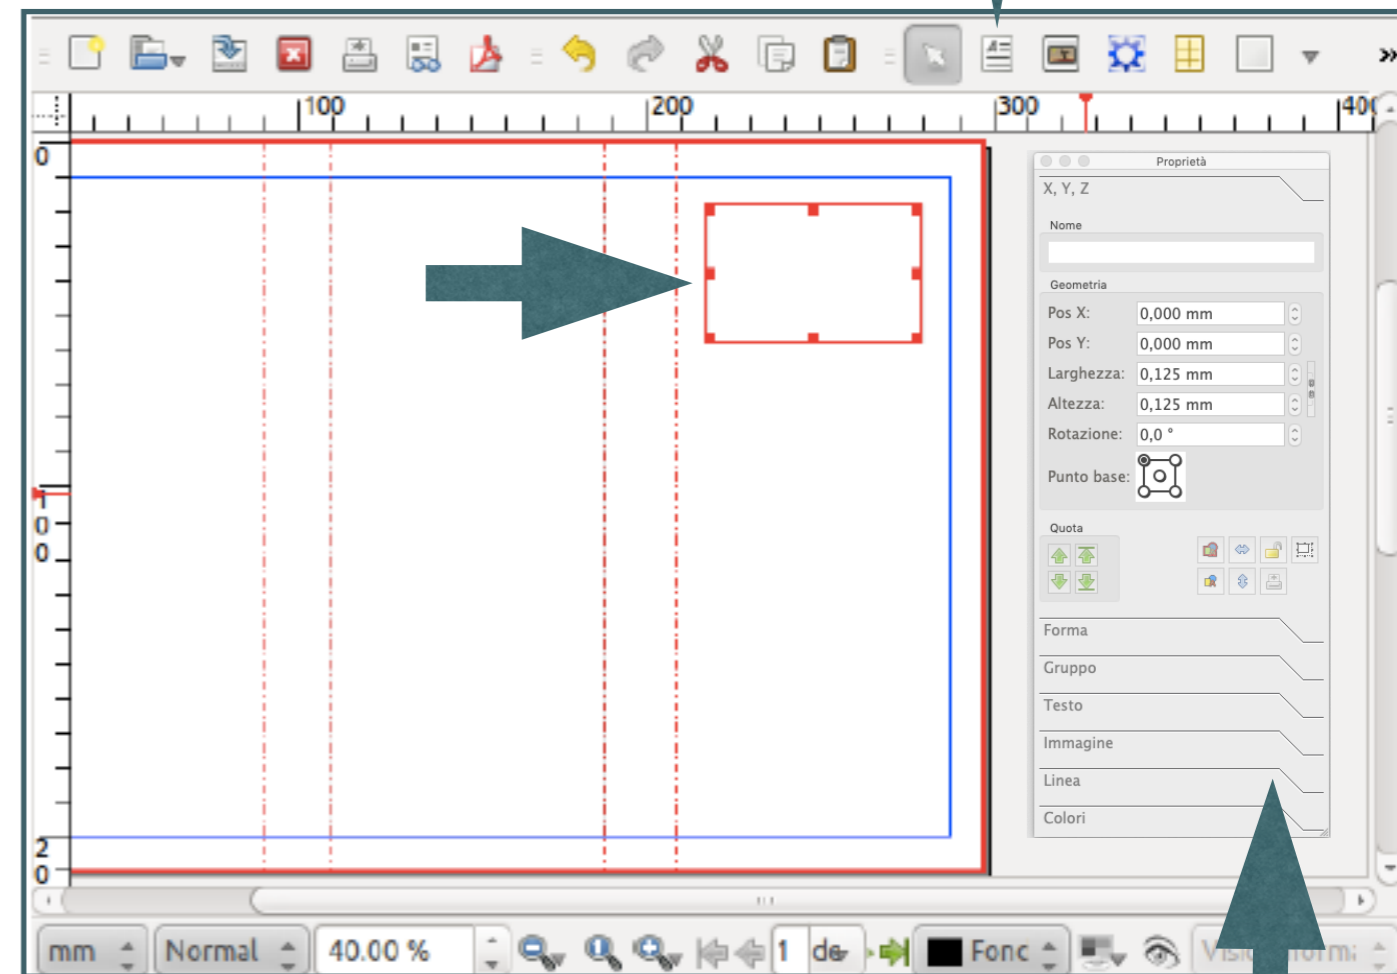 100 200 300 40
0
Proprietà
X, Y, Z
Nome
Geometria
Pos X: 0,000 mm
Pos Y: 0,000 mm
Larghezza: 0,125 mm
Altezza: 0,125 mm
Rotazione: 0,0 °
Punto base:
1
0
0
Quota
Forma
Gruppo
Testo
Immagine
Linea
Colori
2
0
mm Normal 40.00 % 1 de Fonc